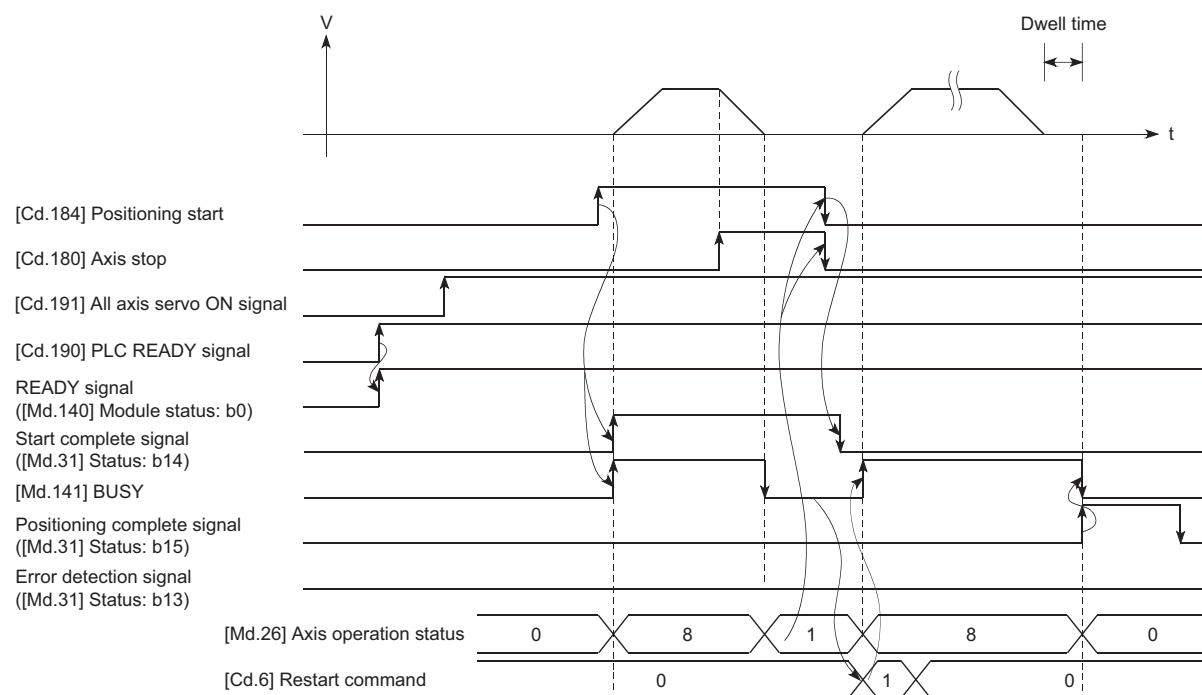 V
Dwell time
t
[Cd.184] Positioning start
[Cd.180] Axis stop
[Cd.191] All axis servo ON signal
[Cd.190] PLC READY signal
READY signal
([Md.140] Module status: b0)
Start complete signal
([Md.31] Status: b14)
[Md.141] BUSY
Positioning complete signal
([Md.31] Status: b15)
Error detection signal
([Md.31] Status: b13)
[Md.26] Axis operation status 0 8 1 8 0
[Cd.6] Restart command 0 1 0